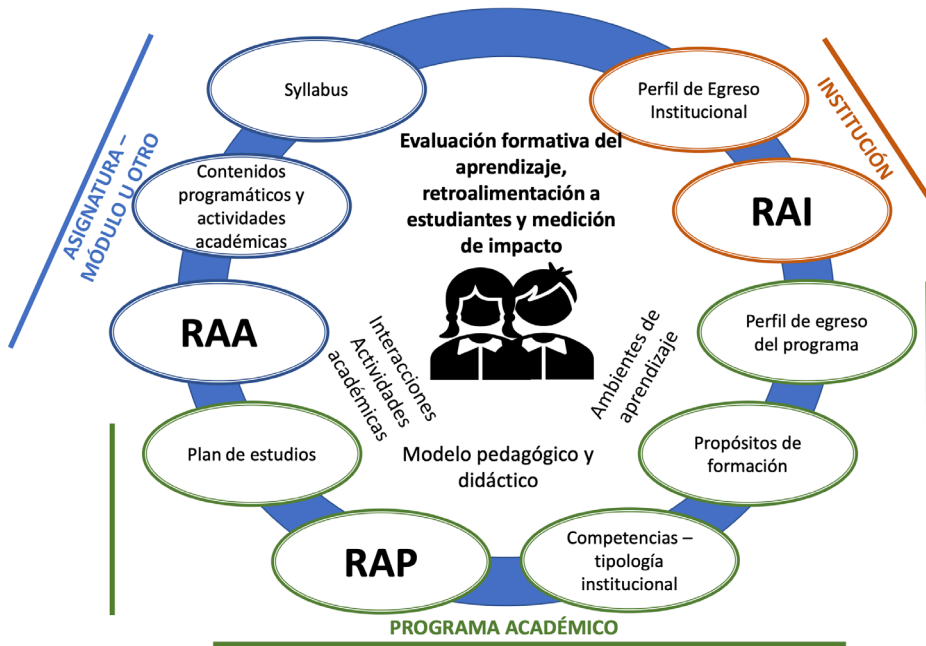 Syllabus
Perfil de Egreso
Institucional
INSTITUCIÓN
ASIGNATURA –
MÓDULO U OTRO
Evaluación formativa del
aprendizaje,
retroalimentación a
estudiantes y medición
de impacto
Contenidos
programáticos y
actividades
académicas
RAI
RAA
Perfil de egreso
del programa
Interacciones
Actividades
académicas
Ambientes de
aprendizaje
Plan de estudios
Modelo pedagógico y
didáctico
Propósitos de
formación
RAP
Competencias –
tipología
institucional
PROGRAMA ACADÉMICO